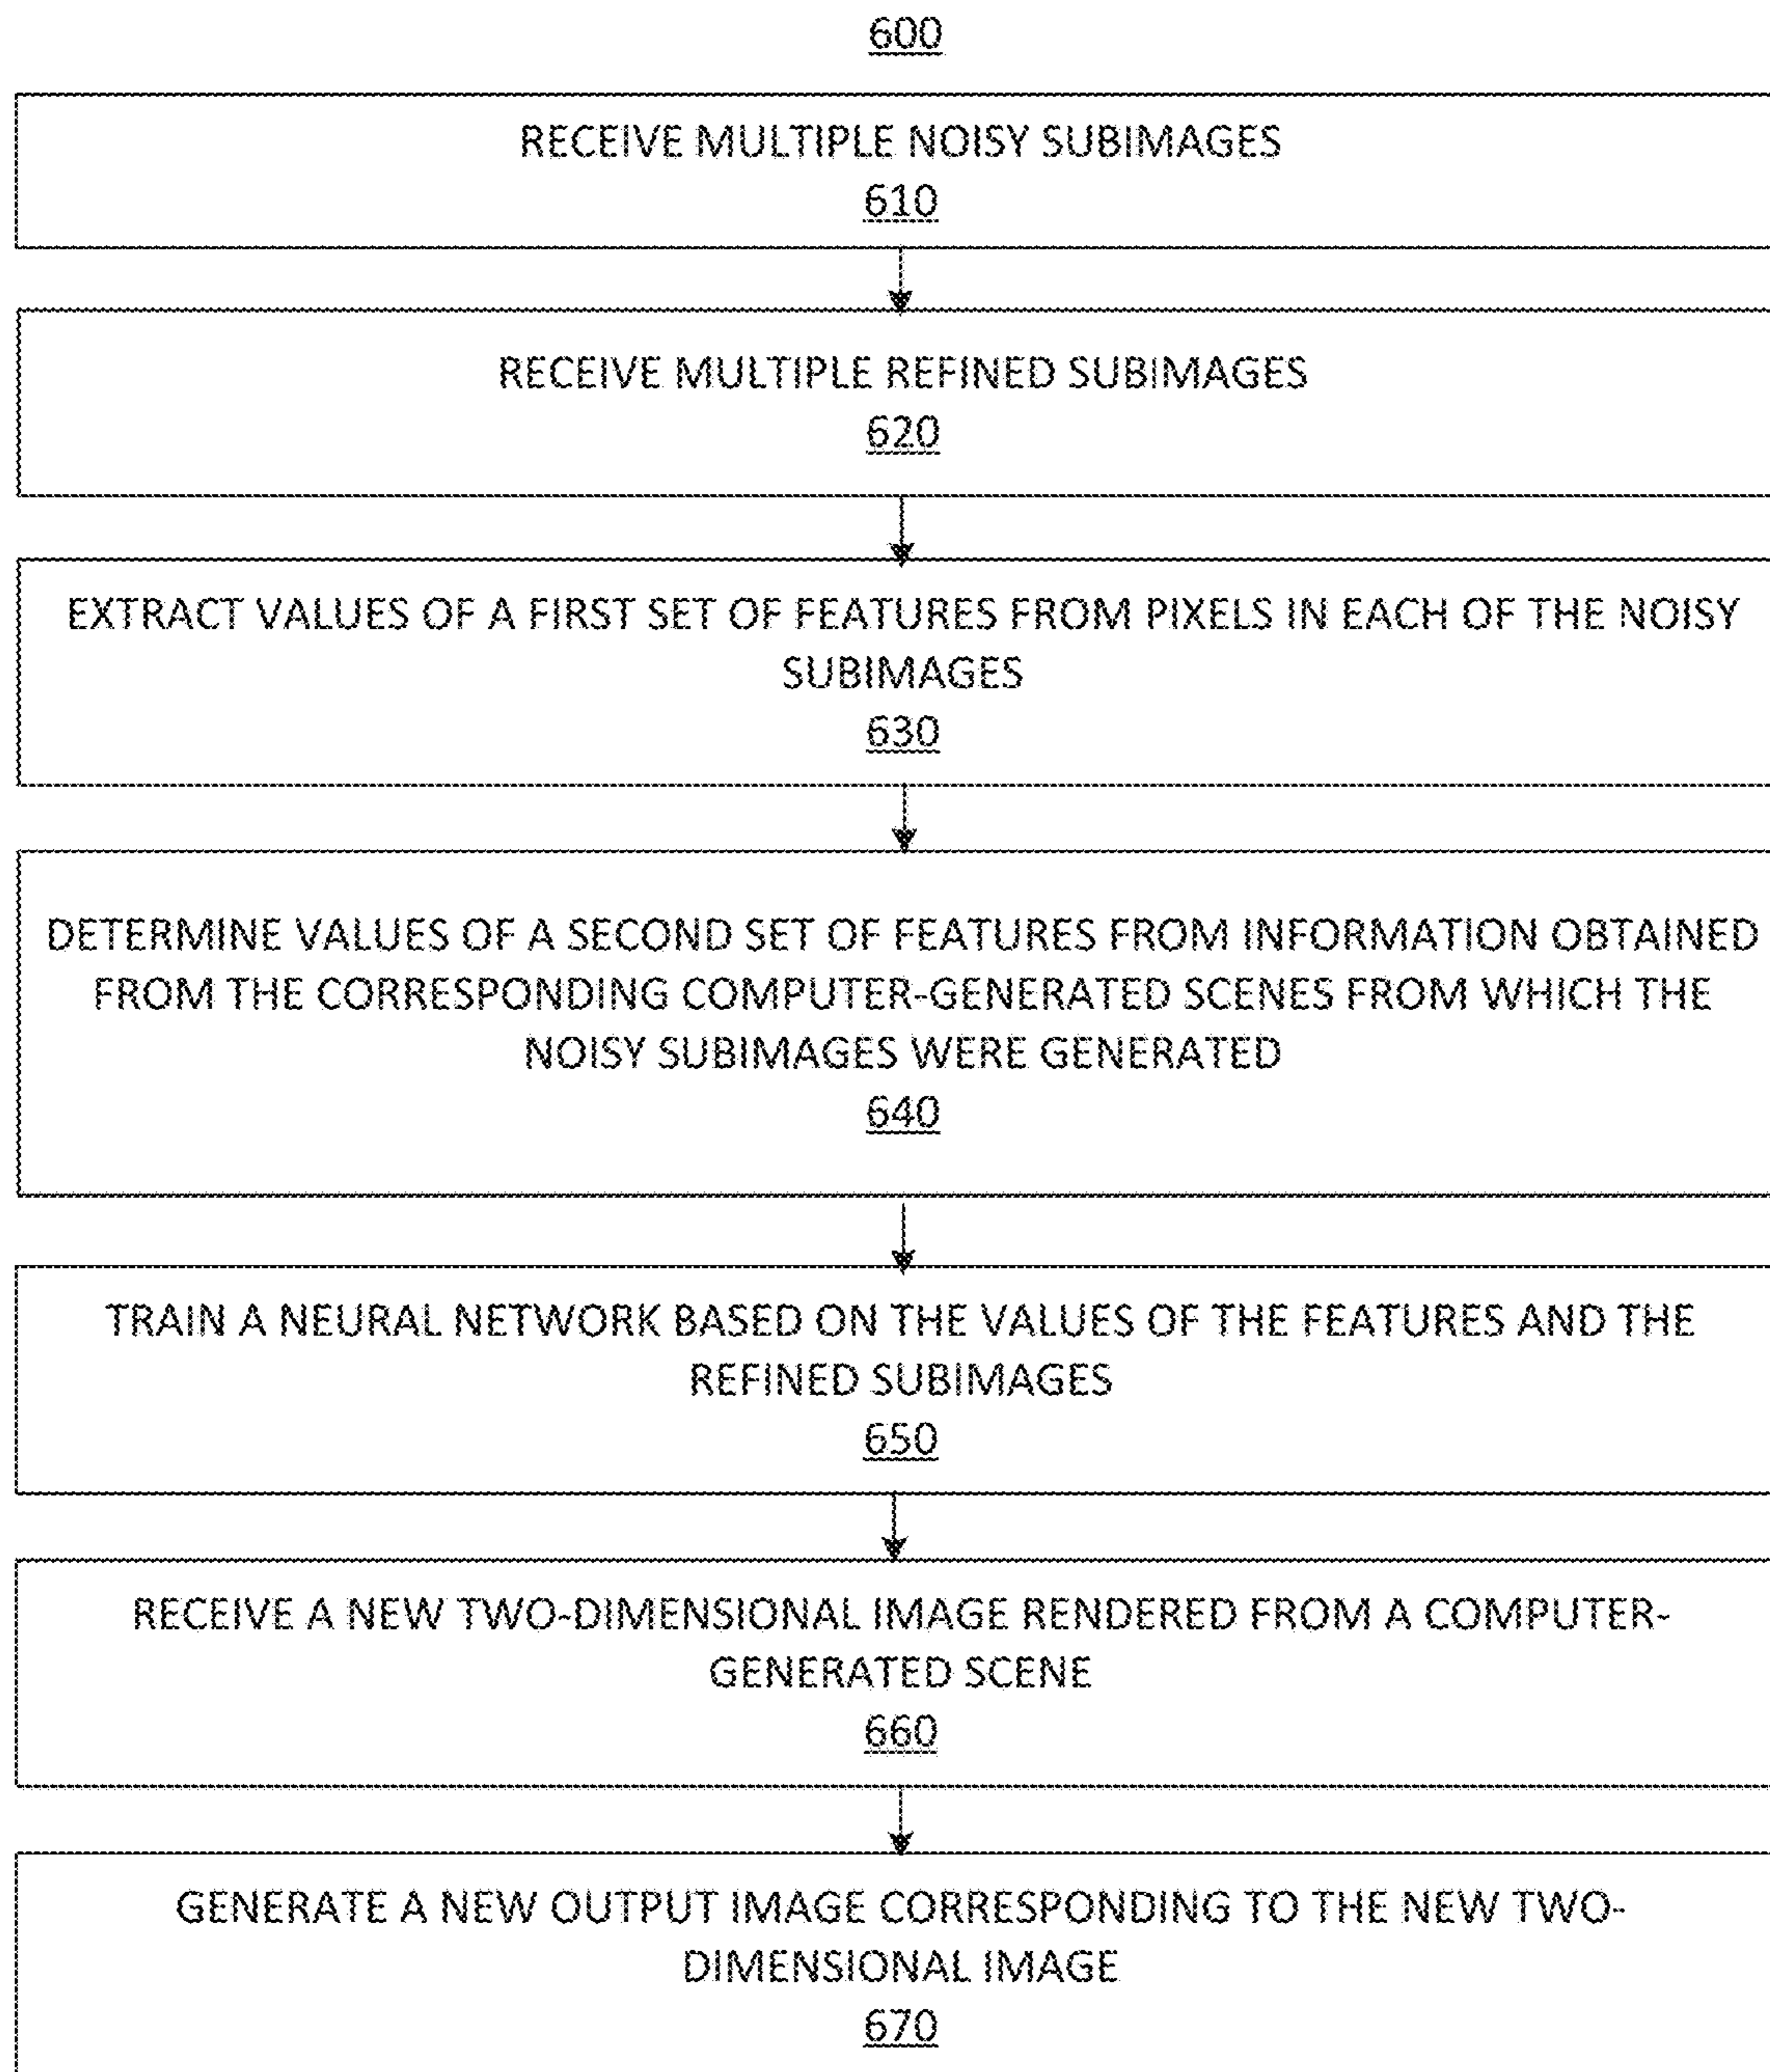 600
RECEIVE MULTIPLE NOISY SUBIMAGES
610
RECEIVE MULTIPLE REFINED SUBIMAGES
620
EXTRACT VALUES OF A FIRST SET OF FEATURES FROM PIXELS IN EACH OF THE NOISY
SUBIMAGES
630
DETERMINE VALUES OF A SECOND SET OF FEATURES FROM INFORMATION OBTAINED
FROM THE CORRESPONDING COMPUTER-GENERATED SCENES FROM WHICH THE
NOISY SUBIMAGES WERE GENERATED
640
TRAIN A NEURAL NETWORK BASED ON THE VALUES OF THE FEATURES AND THE
REFINED SUBIMAGES
650
RECEIVE A NEW TWO-DIMENSIONAL IMAGE RENDERED FROM A COMPUTER-
GENERATED SCENE
660
GENERATE A NEW OUTPUT IMAGE CORRESPONDING TO THE NEW TWO-
DIMENSIONAL IMAGE
670